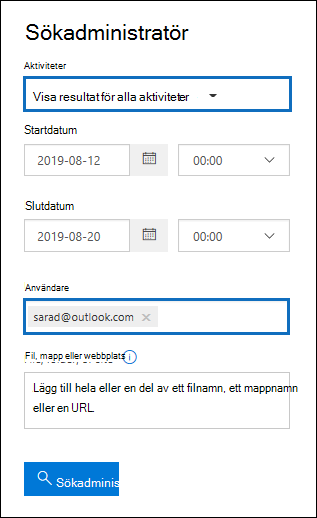 Sökadministratör
Aktiviteter
Visa resultat för alla aktiviteter
Startdatum
2019-08-12 00:00
Slutdatum
2019-08-20 00:00
Användare
sarad@outlook.com ×
Fil, mapp eller webbplats
Lägg till hela eller en del av ett filnamn, ett mappnamn
eller en URL
Sökadminis